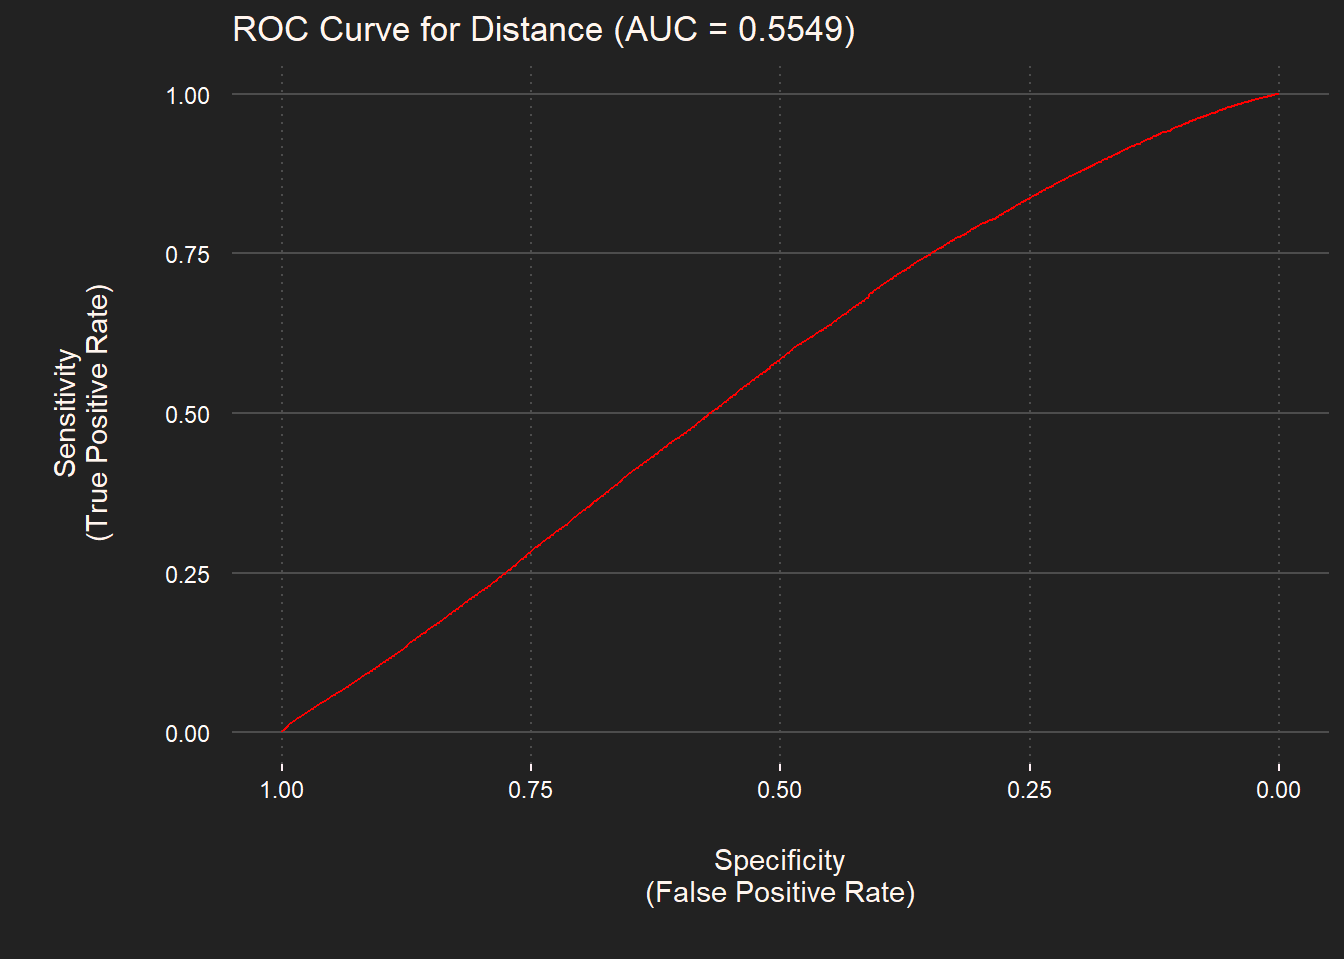 ROC Curve for Distance (AUC = 0.5549)
Sensitivity
(True Positive Rate)
1.00
0.75
0.50
0.25
0.00
1.00 0.75 0.50 0.25 0.00
Specificity
(False Positive Rate)